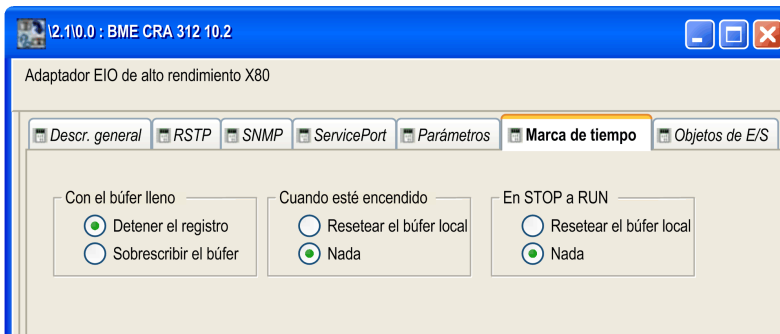 \2.1\0.0 : BME CRA 312 10.2
Adaptador EIO de alto rendimiento X80
Descr. general RSTP SNMP ServicePort Parámetros Marca de tiempo Objetos de E/S
Con el búfer lleno Cuando esté encendido En STOP a RUN
Detener el registro Resetear el búfer local Resetear el búfer local
Sobrescribir el búfer Nada Nada